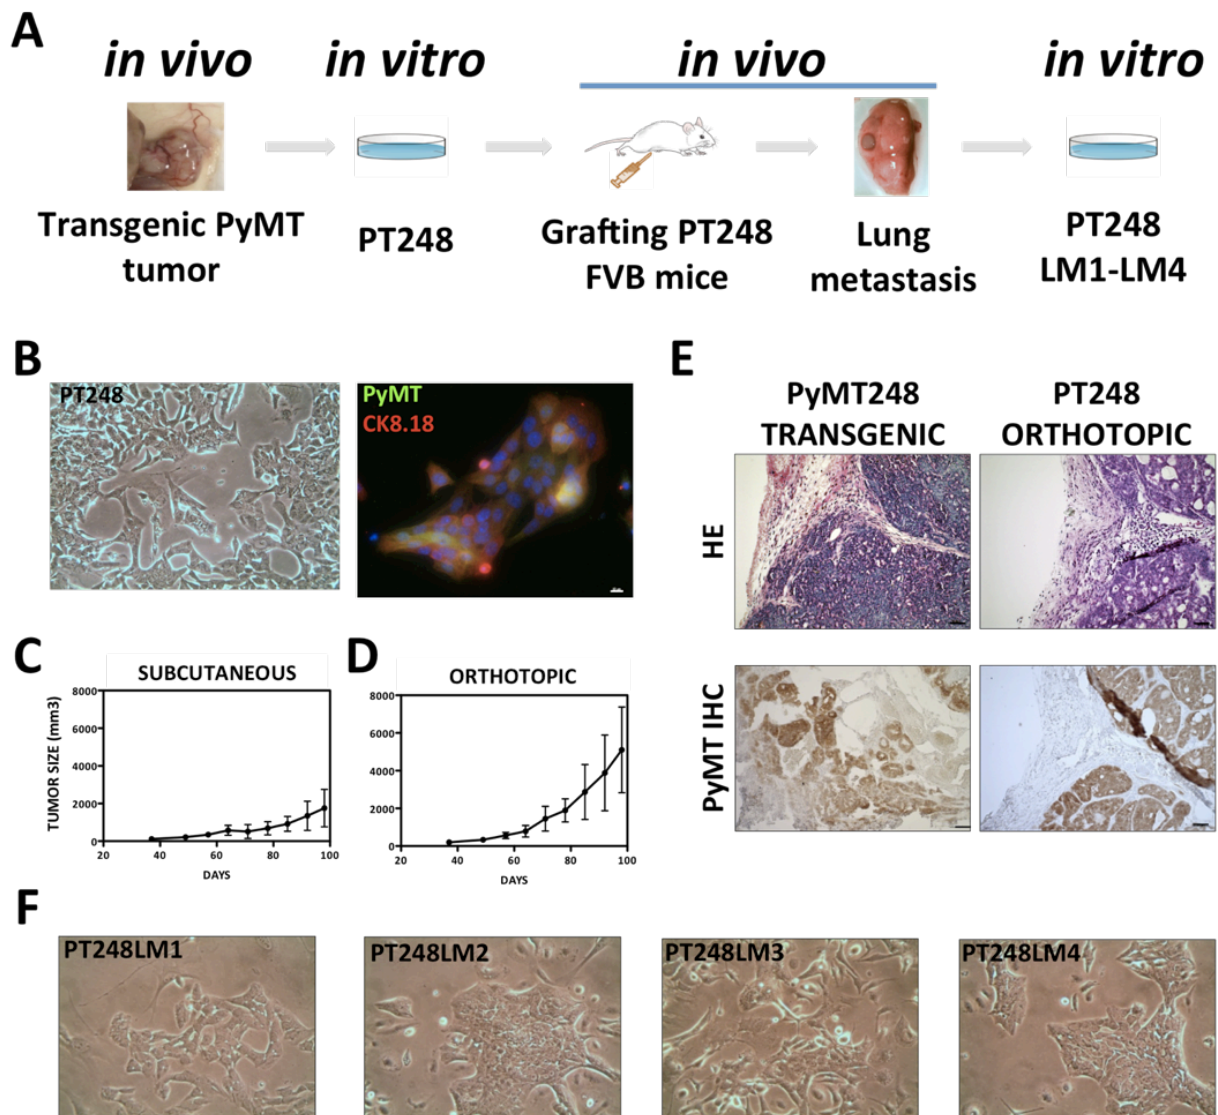 A
in vivo
in vitro
in vivo
in vitro
Transgenic PyMT
tumor
PT248
Grafting PT248
FVB mice
Lung
metastasis
PT248
LM1-LM4
B
PT248
PyMT
CK8.18
C
SUBCUTANEOUS
TUMOR SIZE (mm3)
8000
6000
4000
2000
0
20
40
60
80
100
DAYS
D
ORTHOTOPIC
8000
6000
4000
2000
0
20
40
60
80
100
DAYS
E
PyMT248
TRANSGENIC
PT248
ORTHOTOPIC
HE
PyMT IHC
F
PT248LM1
PT248LM2
PT248LM3
PT248LM4